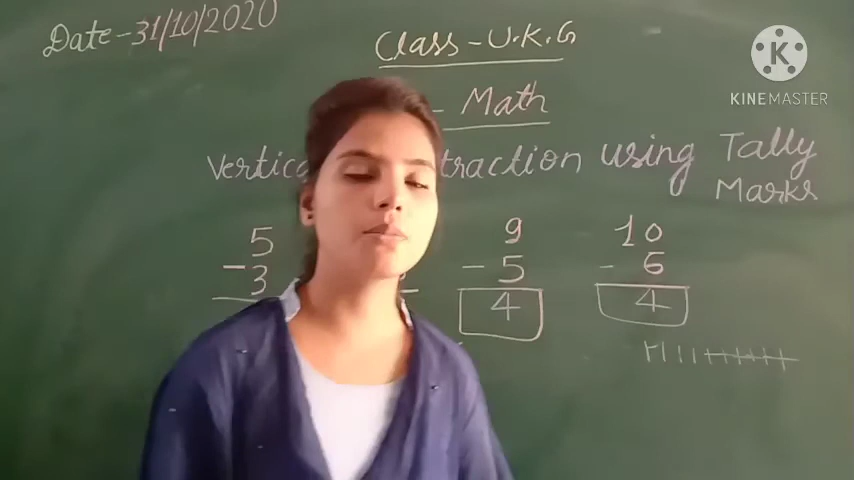 Date - 31/10/2020
Class - U.K.G
K
KINEMASTER
- Math
traction using Tally
Marks
5
- 3
9
- 5
4
10
- 6
4